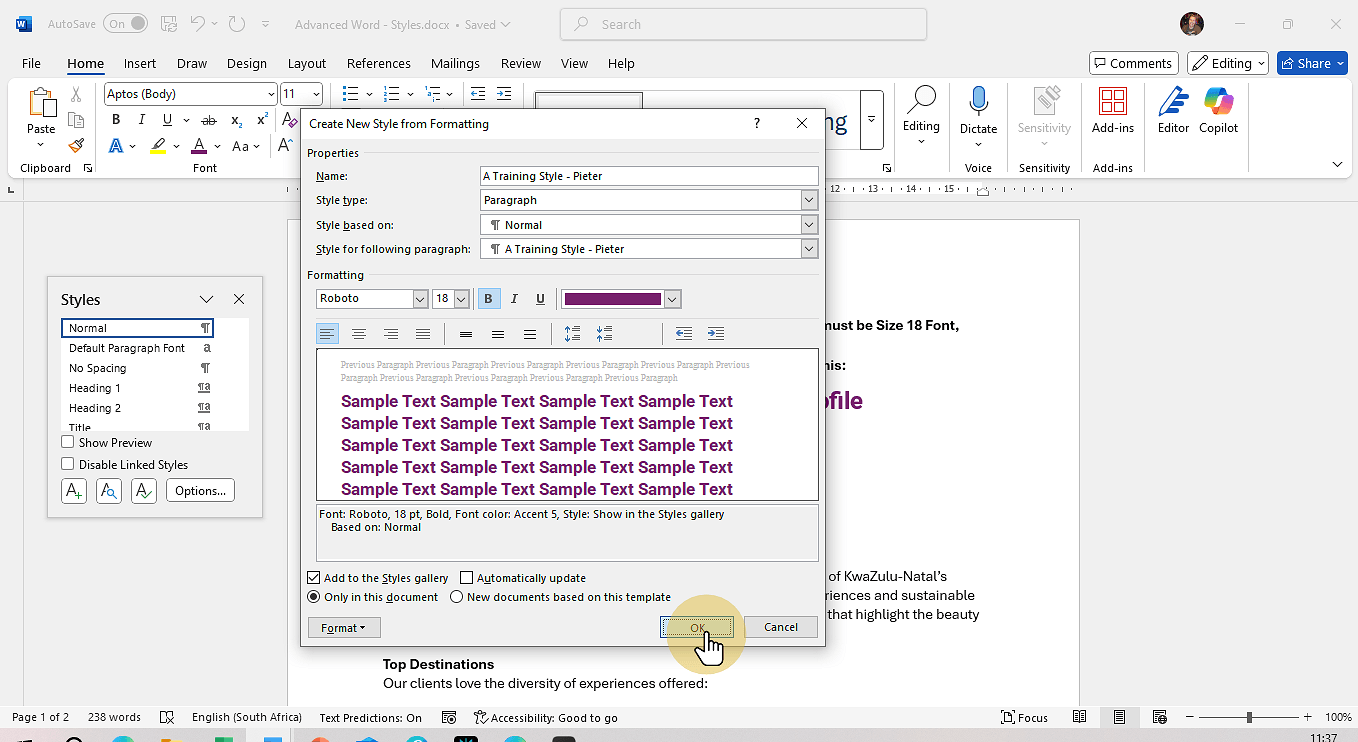 AutoSave On Advanced Word - Styles.docx • Saved Search
File Home Insert Draw Design Layout References Mailings Review View Help Comments Editing Share
Aptos (Body) 11
Paste
B I U ab x₂ x²
A A Aa A
Editing Dictate Sensitivity Add-ins Editor Copilot
Clipboard Font Voice Sensitivity Add-ins
12 13 14 15
Create New Style from Formatting ? 
Properties
Name: A Training Style - Pieter
Style type: Paragraph
Style based on: ¶ Normal
Style for following paragraph: ¶ A Training Style - Pieter
Formatting
Roboto 18 B I U
Previous Paragraph Previous Paragraph Previous Paragraph Previous Paragraph Previous Paragraph Previous
Paragraph Previous Paragraph Previous Paragraph Previous Paragraph Previous Paragraph
Sample Text Sample Text Sample Text Sample Text
Sample Text Sample Text Sample Text Sample Text
Sample Text Sample Text Sample Text Sample Text
Sample Text Sample Text Sample Text Sample Text
Sample Text Sample Text Sample Text Sample Text
Font: Roboto, 18 pt, Bold, Font color: Accent 5, Style: Show in the Styles gallery
Based on: Normal
Add to the Styles gallery Automatically update
Only in this document New documents based on this template
Format OK Cancel
Styles
Normal ¶
Default Paragraph Font a
No Spacing ¶
Heading 1 ¶a
Heading 2 ¶a
Title ¶a
Show Preview
Disable Linked Styles
Options...
must be Size 18 Font,
his:
ofile
of KwaZulu-Natal's
riences and sustainable
that highlight the beauty
Top Destinations
Our clients love the diversity of experiences offered:
Page 1 of 2 238 words English (South Africa) Text Predictions: On Accessibility: Good to go Focus 100%
11:37